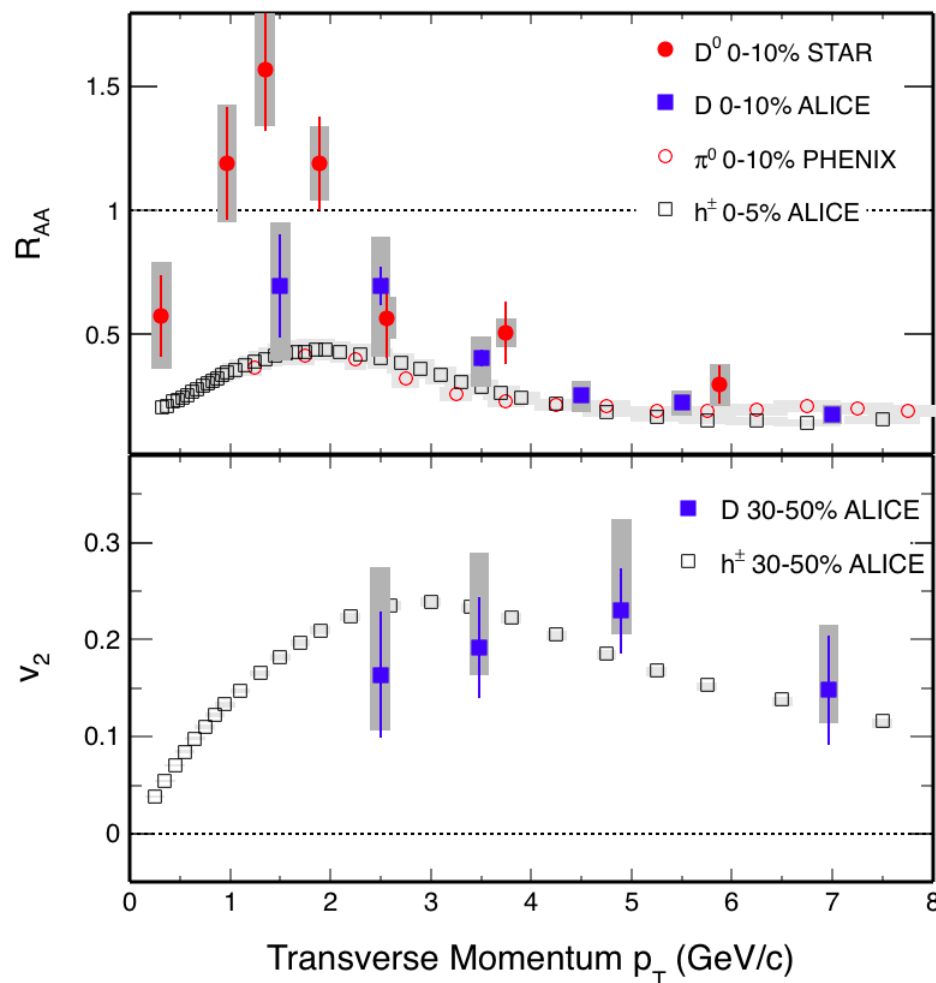 1.5
1
0.5
R_AA
D⁰ 0-10% STAR
D 0-10% ALICE
π⁰ 0-10% PHENIX
h± 0-5% ALICE
0.3
0.2
0.1
0
v₂
D 30-50% ALICE
h± 30-50% ALICE
0 1 2 3 4 5 6 7 8
Transverse Momentum p_T (GeV/c)